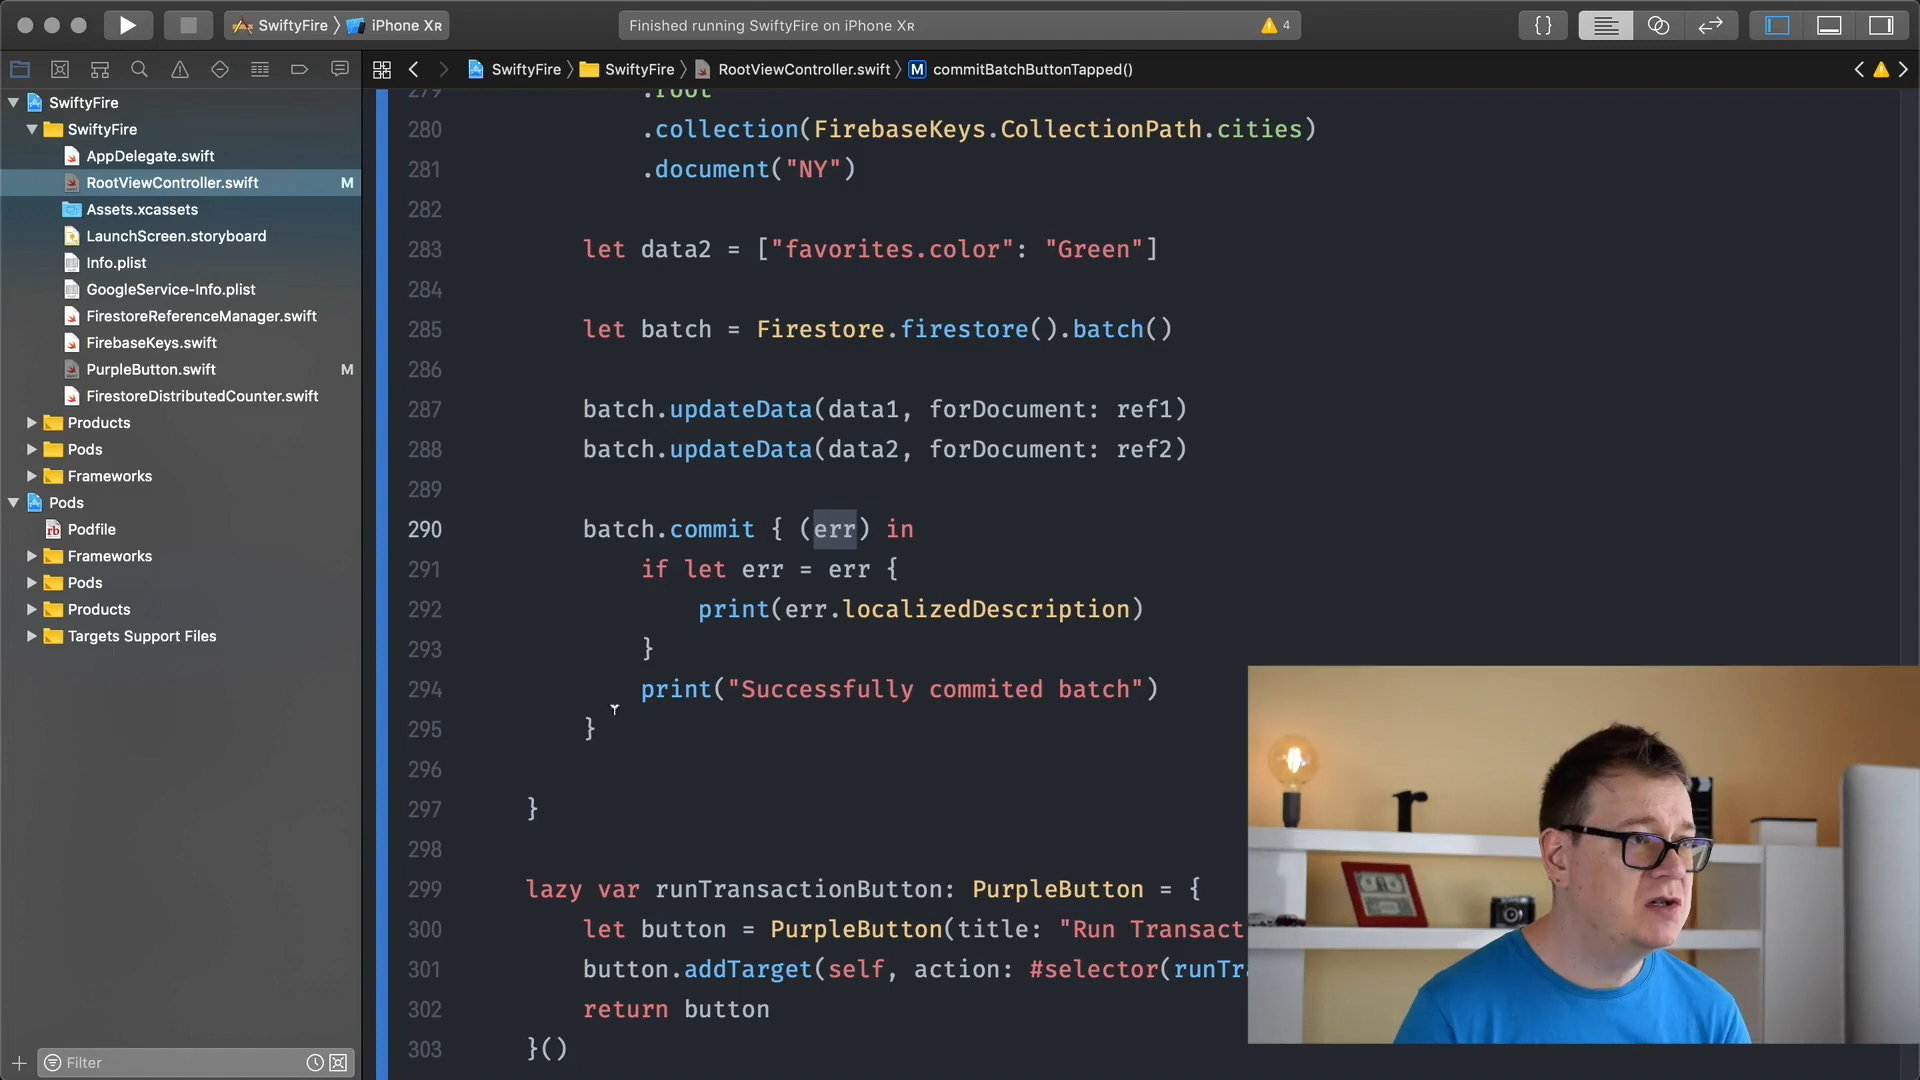 SwiftyFire 〉 iPhone XR
Finished running SwiftyFire on iPhone XR
4
{ }
SwiftyFire 〉 SwiftyFire 〉 RootViewController.swift 〉 M commitBatchButtonTapped()
SwiftyFire
SwiftyFire
AppDelegate.swift
RootViewController.swift M
Assets.xcassets
LaunchScreen.storyboard
Info.plist
GoogleService-Info.plist
FirestoreReferenceManager.swift
FirebaseKeys.swift
PurpleButton.swift M
FirestoreDistributedCounter.swift
Products
Pods
Frameworks
Pods
rb Podfile
Frameworks
Pods
Products
Targets Support Files
Filter
279 .root
280 .collection(FirebaseKeys.CollectionPath.cities)
281 .document("NY")
282
283 let data2 = ["favorites.color": "Green"]
284
285 let batch = Firestore.firestore().batch()
286
287 batch.updateData(data1, forDocument: ref1)
288 batch.updateData(data2, forDocument: ref2)
289
290 batch.commit { (err) in
291 if let err = err {
292 print(err.localizedDescription)
293 }
294 print("Successfully commited batch")
295 }
296
297 }
298
299 lazy var runTransactionButton: PurpleButton = {
300 let button = PurpleButton(title: "Run Transact
301 button.addTarget(self, action: #selector(runTr
302 return button
303 }()